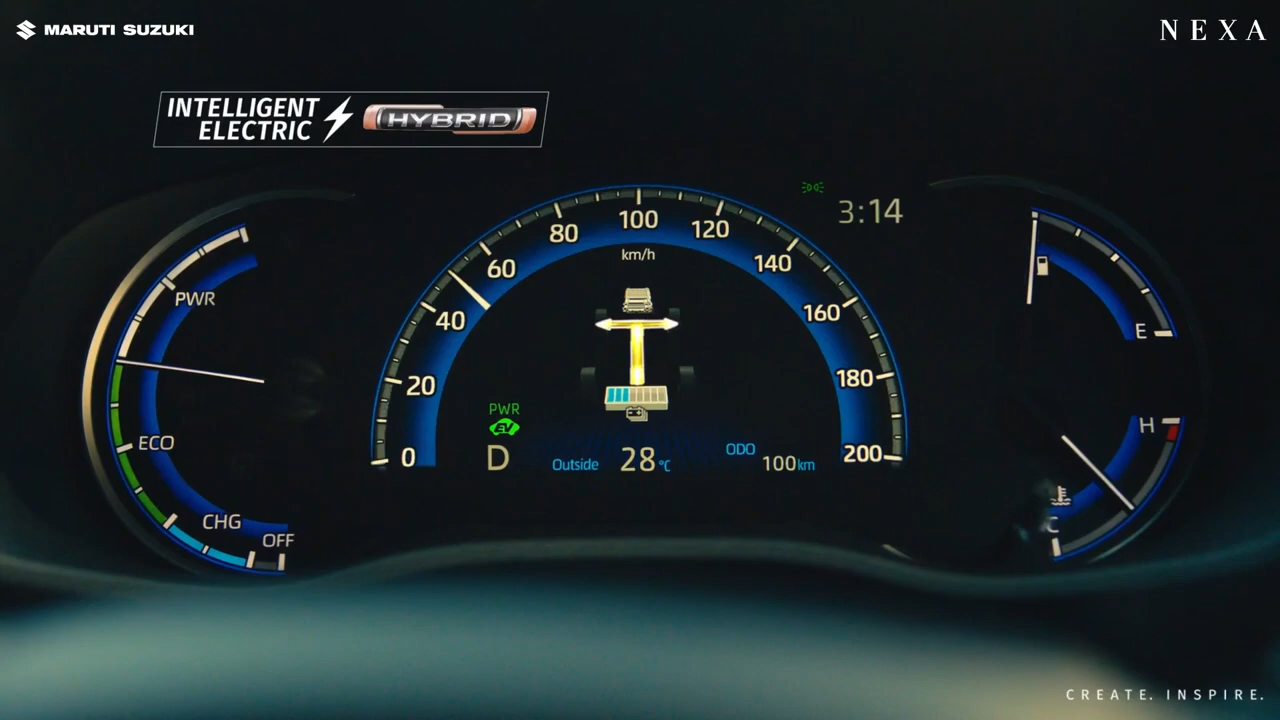 MARUTI SUZUKI
NEXA
INTELLIGENT
ELECTRIC
HYBRID
3:14
PWR
ECO
CHG
OFF
0
20
40
60
80
100
120
140
160
180
200
km/h
PWR
EV
D
Outside 28°C
ODO 100km
E
H
C
CREATE. INSPIRE.